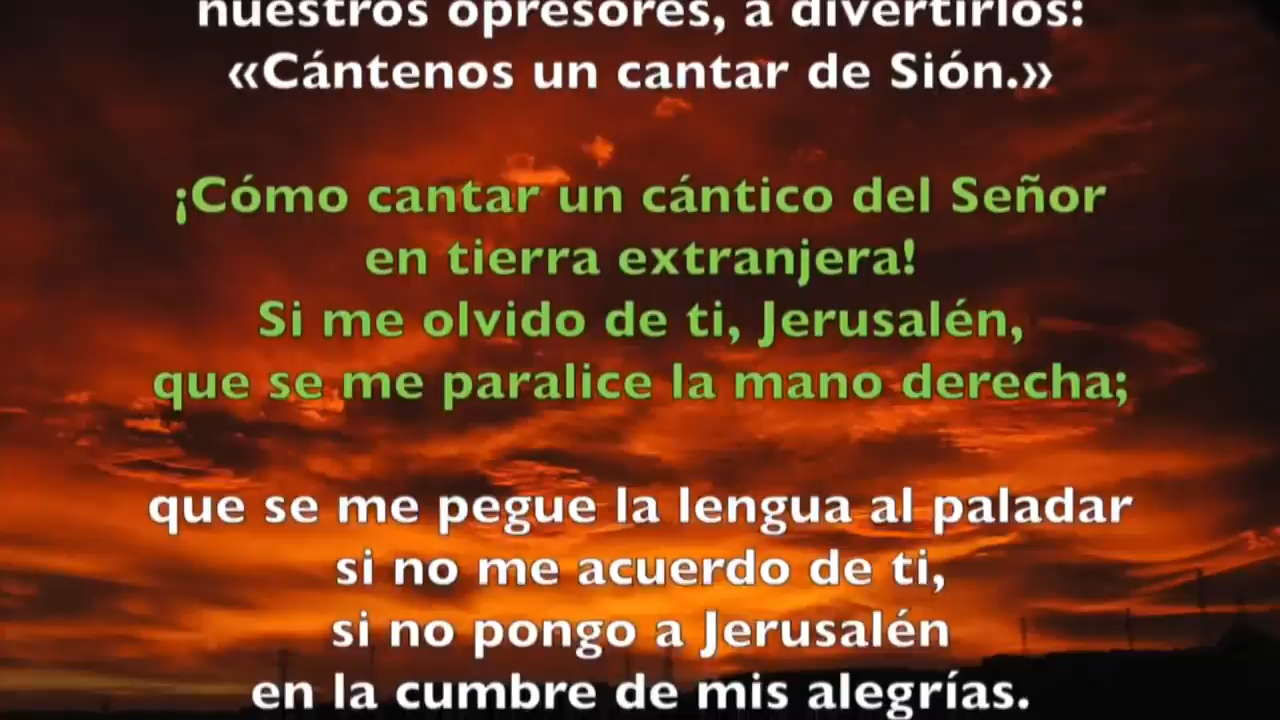 nuestros opresores, a divertirlos:
«Cántenos un cantar de Sión.»
¡Cómo cantar un cántico del Señor
en tierra extranjera!
Si me olvido de ti, Jerusalén,
que se me paralice la mano derecha;
que se me pegue la lengua al paladar
si no me acuerdo de ti,
si no pongo a Jerusalén
en la cumbre de mis alegrías.